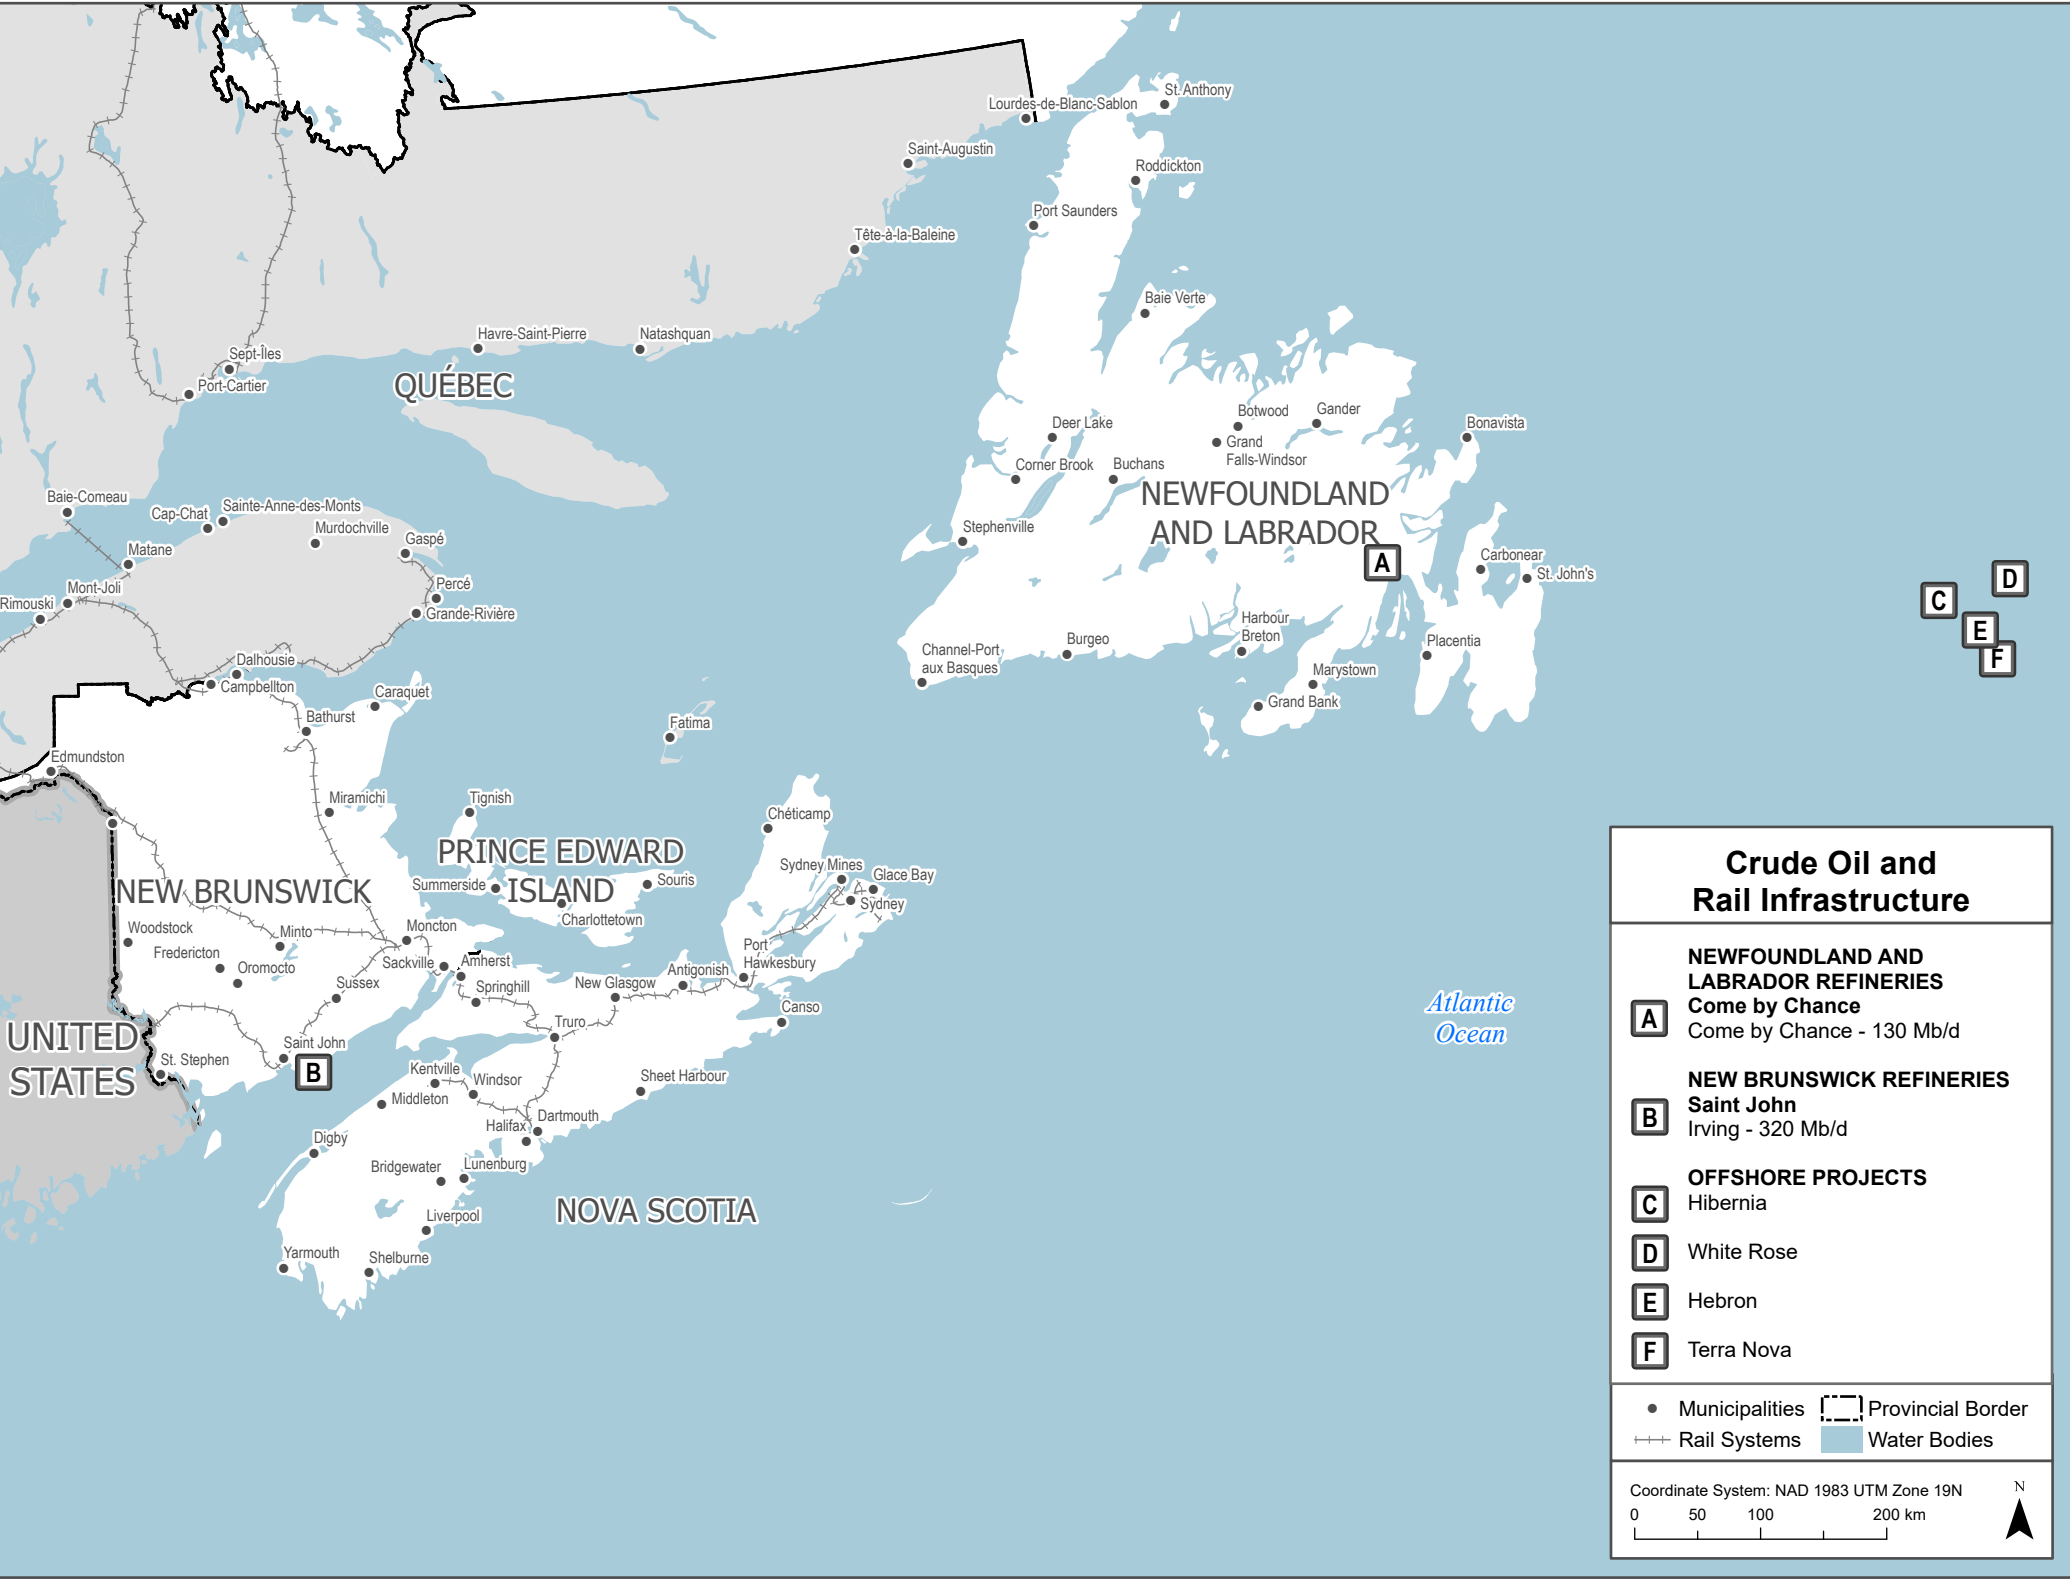 St. Anthony
Lourdes-de-Blanc-Sablon
Saint-Augustin
Roddickton
Port Saunders
Tête-à-la-Baleine
Baie Verte
Havre-Saint-Pierre
Natashquan
Sept-Îles
Port-Cartier
QUÉBEC
Botwood
Gander
Deer Lake
Bonavista
Grand
Falls-Windsor
Corner Brook
Buchans
NEWFOUNDLAND
AND LABRADOR
Baie-Comeau
Cap-Chat
Sainte-Anne-des-Monts
Murdochville
Gaspé
Stephenville
Matane
A
Carbonear
St. John's
D
C
E
F
Mont-Joli
Percé
Rimouski
Grande-Rivière
Harbour
Breton
Burgeo
Placentia
Channel-Port
aux Basques
Marystown
Grand Bank
Dalhousie
Campbellton
Caraquet
Bathurst
Fatima
Edmundston
Miramichi
Tignish
Chéticamp
PRINCE EDWARD
ISLAND
Summerside
Souris
Charlottetown
Sydney Mines
Glace Bay
Sydney
NEW BRUNSWICK
Woodstock
Minto
Moncton
Fredericton
Oromocto
Sackville
Amherst
Port
Hawkesbury
Antigonish
New Glasgow
Springhill
Sussex
Canso
Truro
UNITED
STATES
Saint John
B
St. Stephen
Kentville
Windsor
Sheet Harbour
Middleton
Dartmouth
Halifax
Digby
Bridgewater
Lunenburg
NOVA SCOTIA
Liverpool
Yarmouth
Shelburne
Atlantic
Ocean
Crude Oil and
Rail Infrastructure
NEWFOUNDLAND AND
LABRADOR REFINERIES
Come by Chance
A Come by Chance - 130 Mb/d
NEW BRUNSWICK REFINERIES
Saint John
B Irving - 320 Mb/d
OFFSHORE PROJECTS
C Hibernia
D White Rose
E Hebron
F Terra Nova
Municipalities Provincial Border
Rail Systems Water Bodies
Coordinate System: NAD 1983 UTM Zone 19N
N
0 50 100 200 km